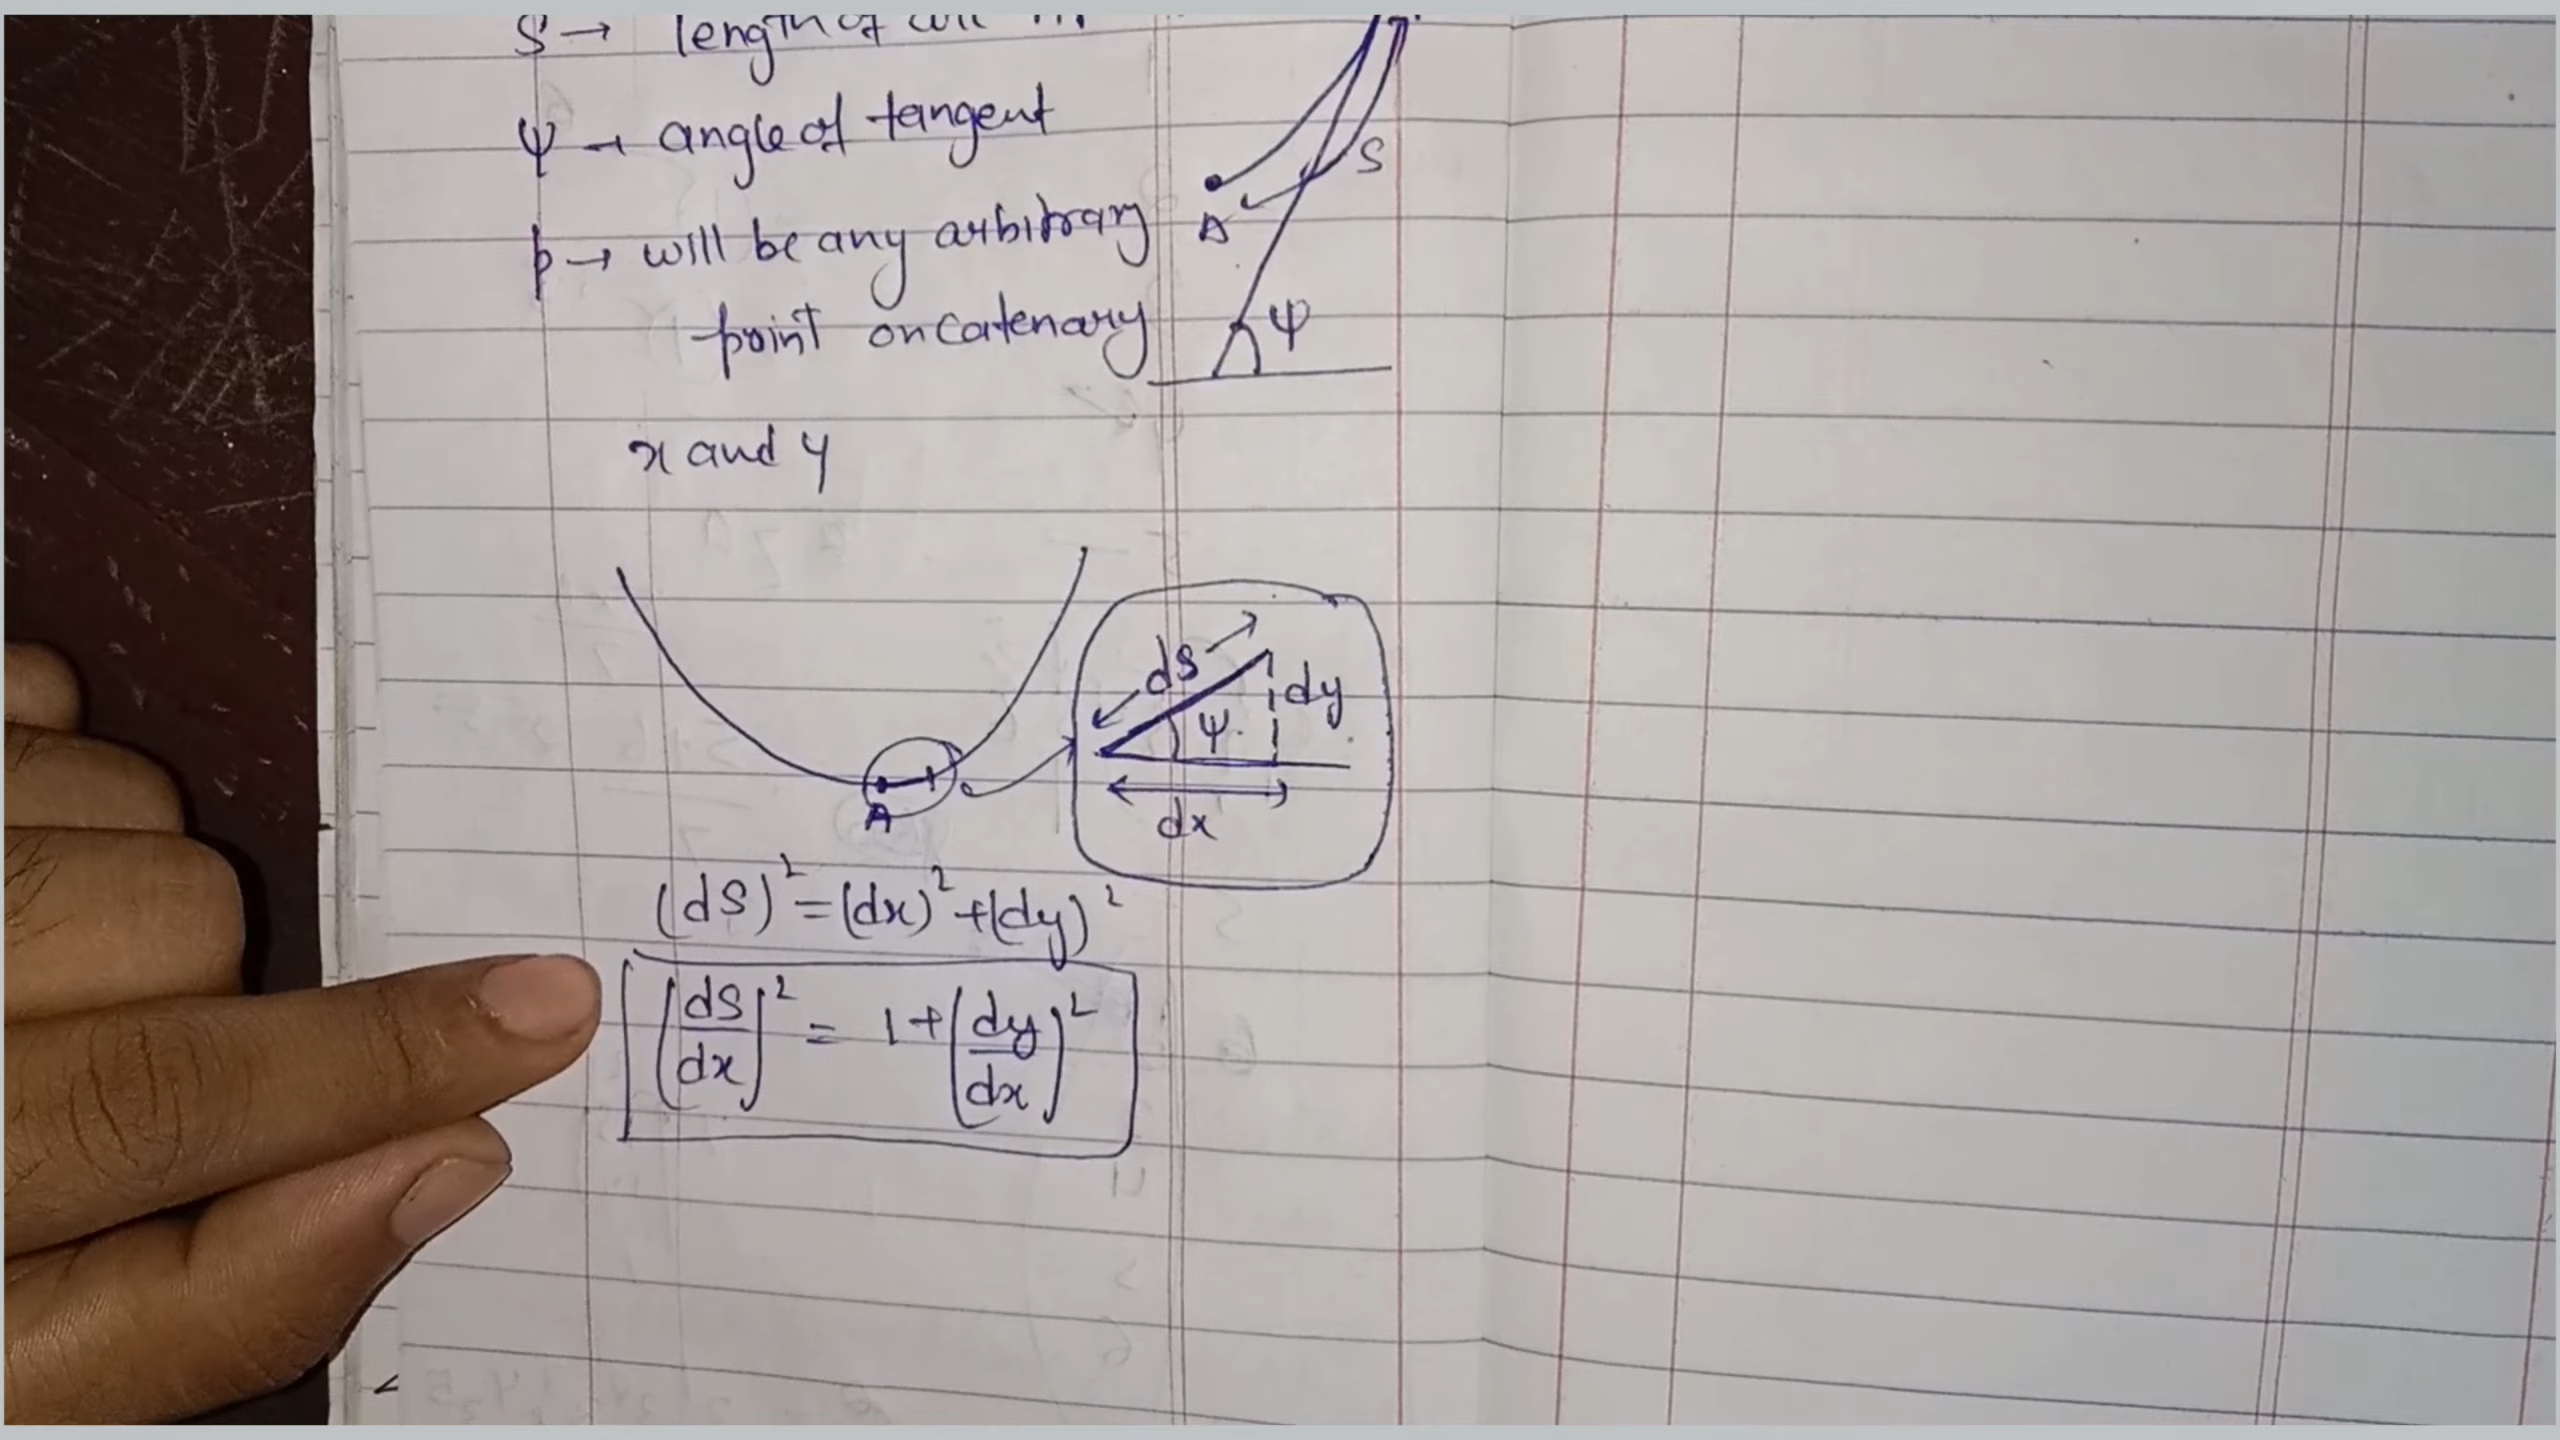 S → length of
ψ → angle of tangent
p → will be any arbitrary
point on catenary
S
A
ψ
x and y
dS
dy
ψ
dx
A
(dS)² = (dx)² + (dy)²
(dS/dx)² = 1 + (dy/dx)²